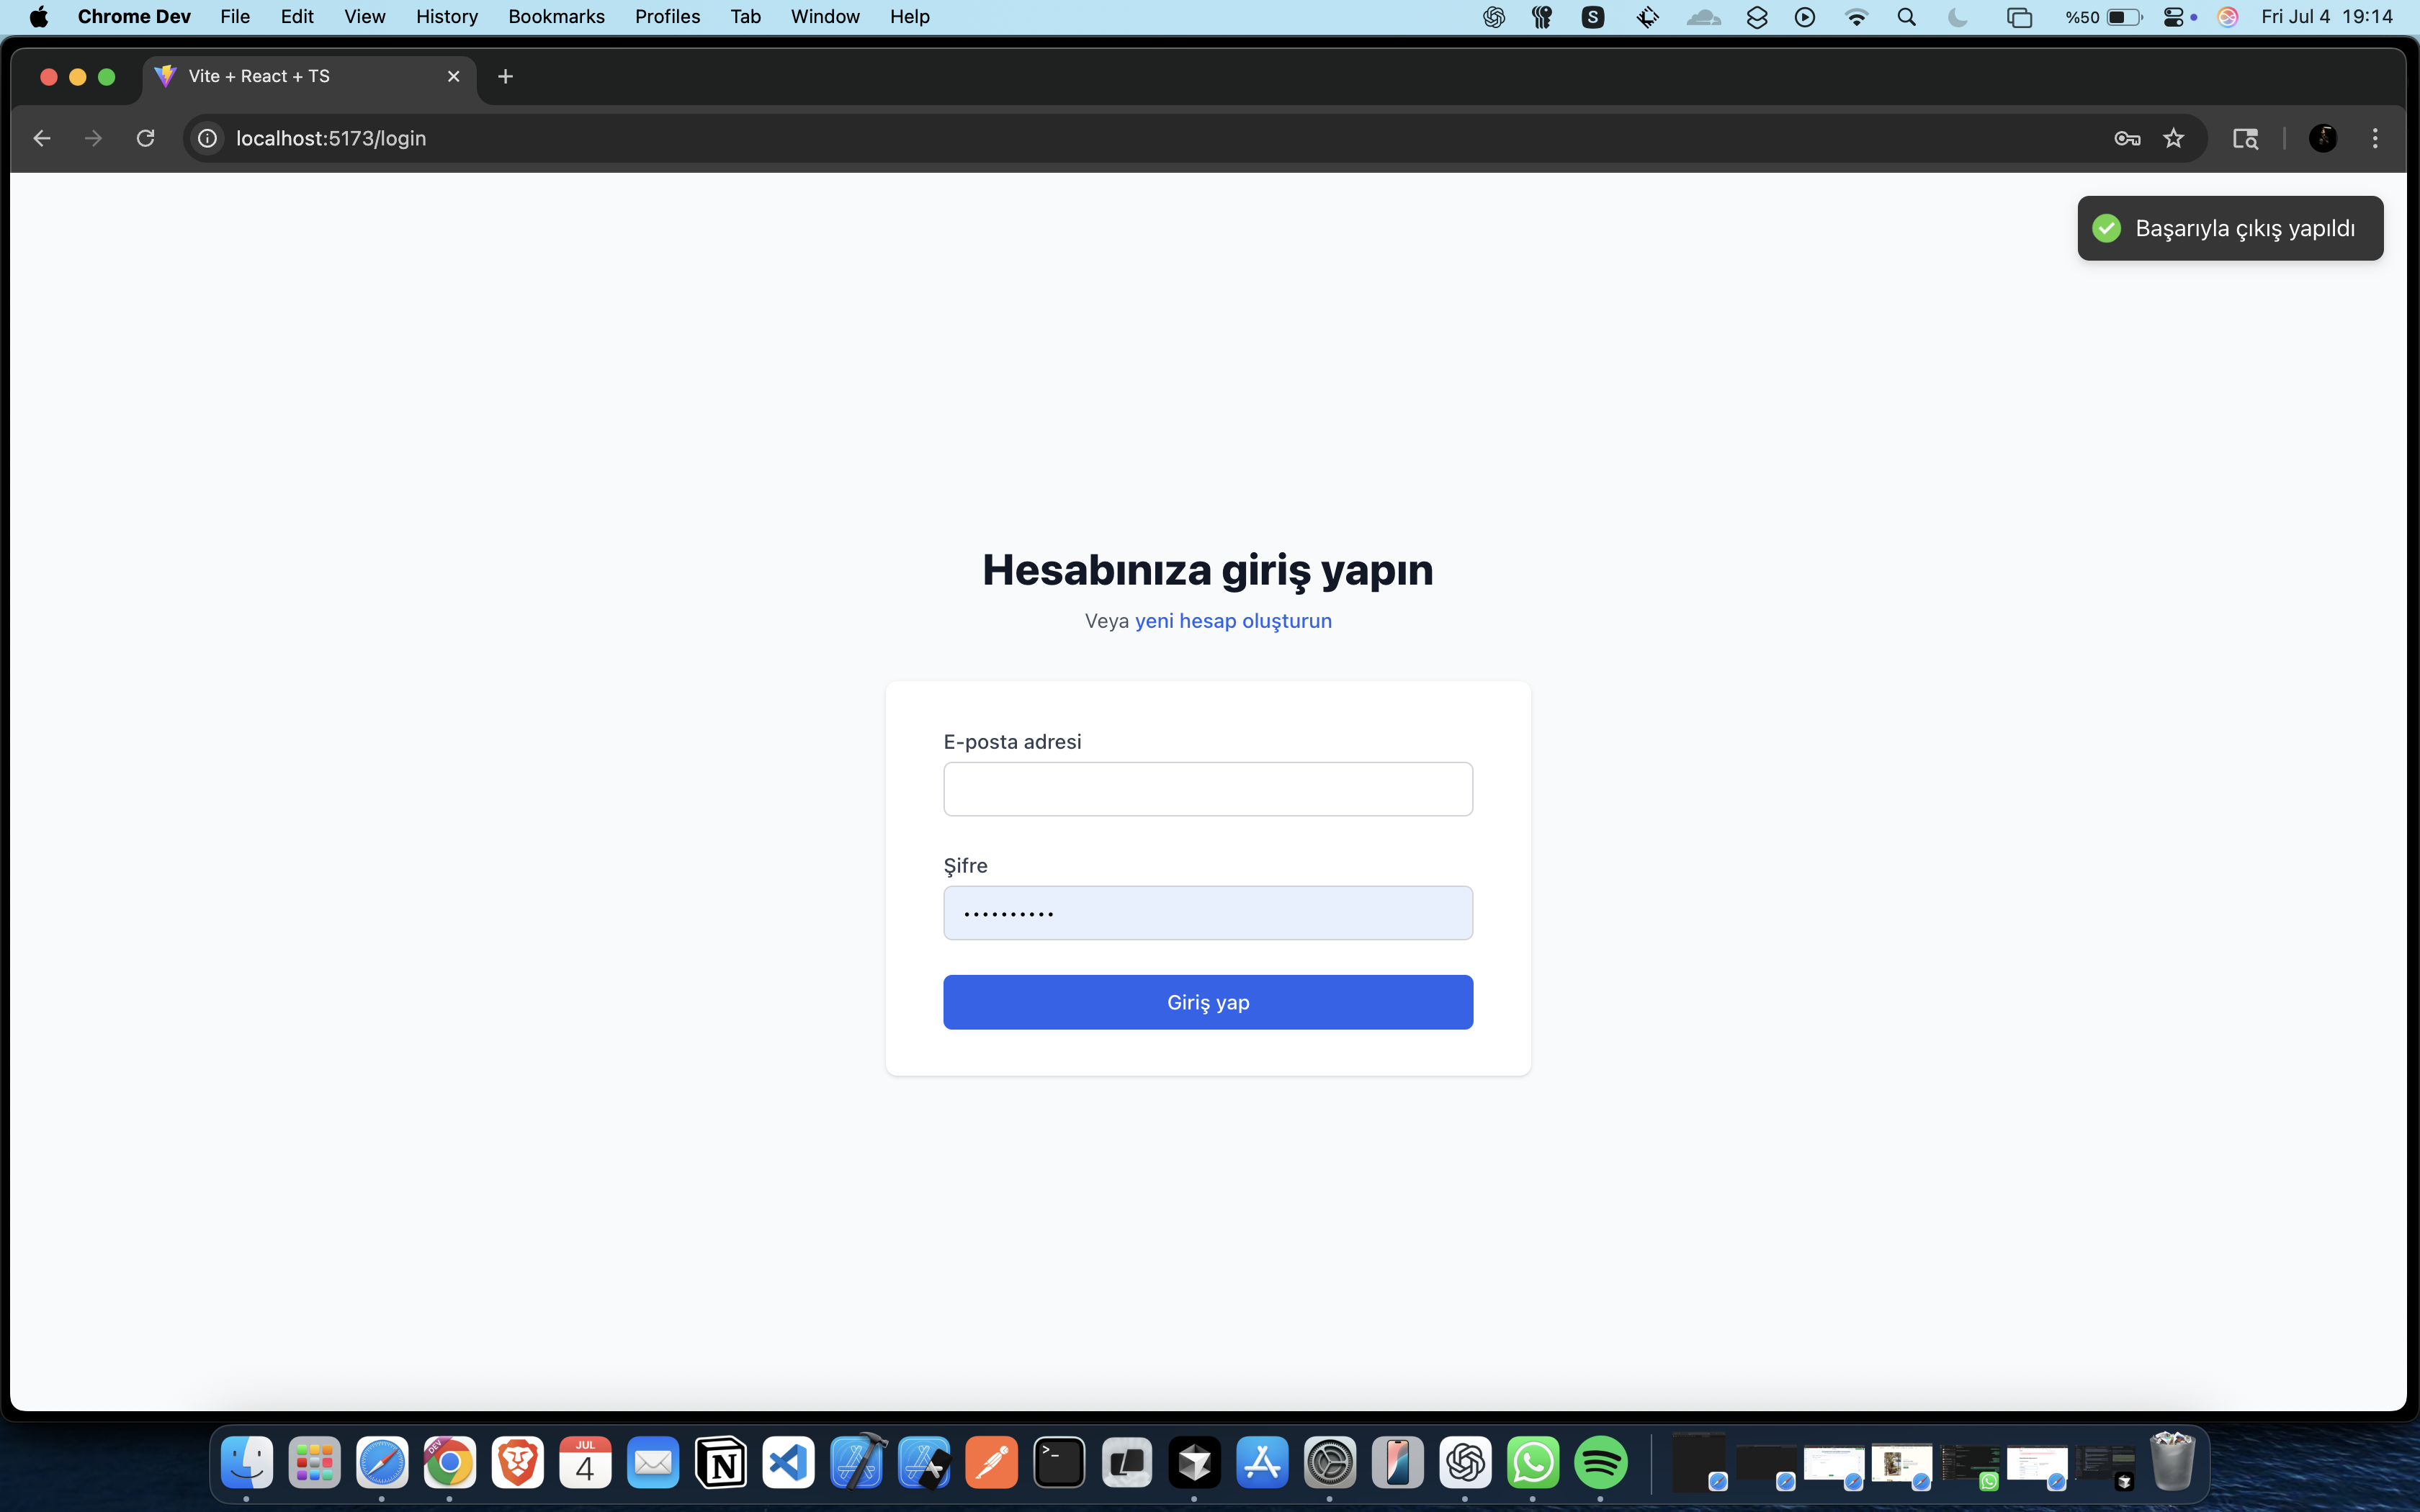 Chrome Dev File Edit View History Bookmarks Profiles Tab Window Help %50 Fri Jul 4 19:14
Vite + React + TS
localhost:5173/login
Başarıyla çıkış yapıldı
Hesabınıza giriş yapın
Veya yeni hesap oluşturun
E-posta adresi
Şifre
Giriş yap
DEV
JUL
4